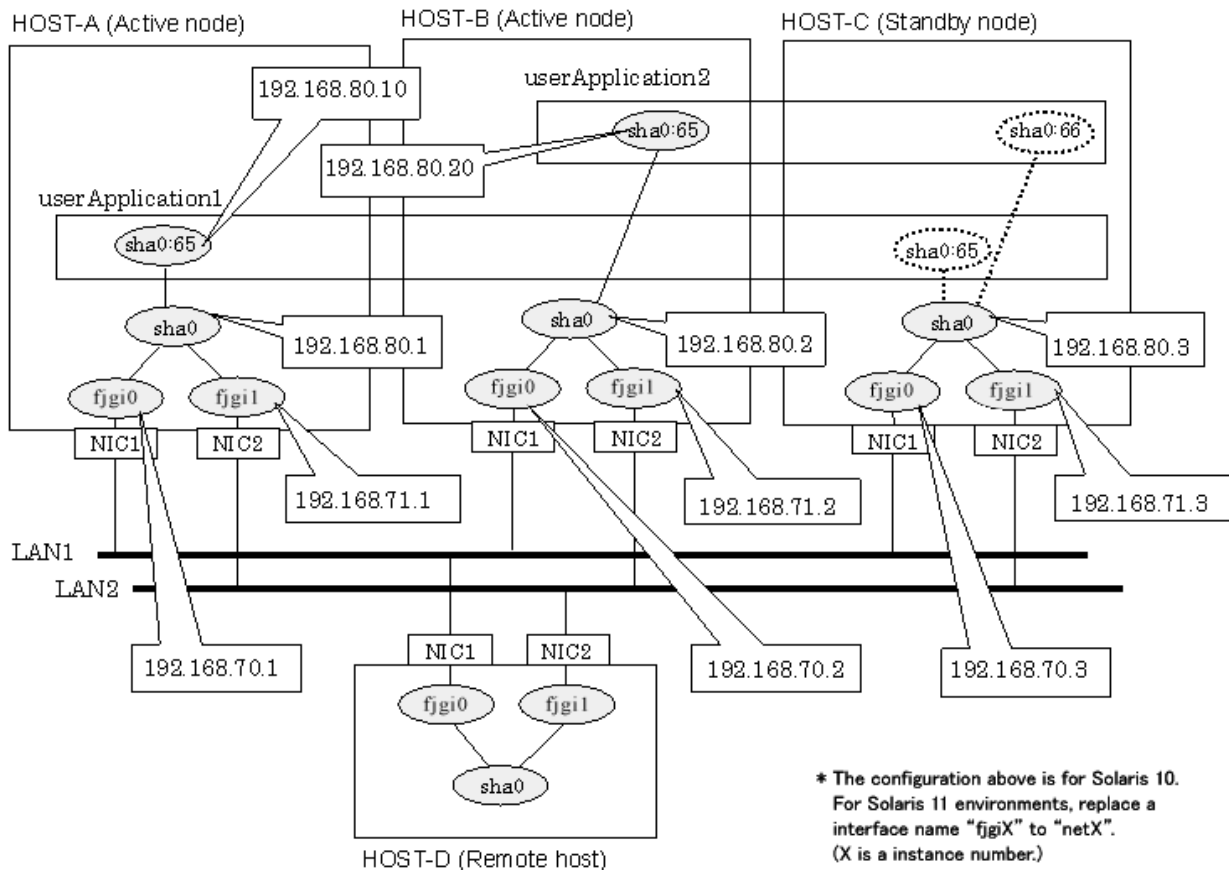 HOST-A (Active node)
HOST-B (Active node)
HOST-C (Standby node)
192.168.80.10
userApplication2
sha0:65
sha0:66
192.168.80.20
userApplication1
sha0:65
sha0:65
sha0
sha0
sha0
192.168.80.1
192.168.80.2
192.168.80.3
fjgi0
fjgi1
fjgi0
fjgi1
fjgi0
fjgi1
NIC1
NIC2
NIC1
NIC2
NIC1
NIC2
192.168.71.1
192.168.71.2
192.168.71.3
LAN1
LAN2
192.168.70.1
NIC1
NIC2
192.168.70.2
192.168.70.3
fjgi0
fjgi1
sha0
HOST-D (Remote host)
* The configuration above is for Solaris 10.
For Solaris 11 environments, replace a
interface name “fjgiX” to “netX”.
(X is a instance number.)